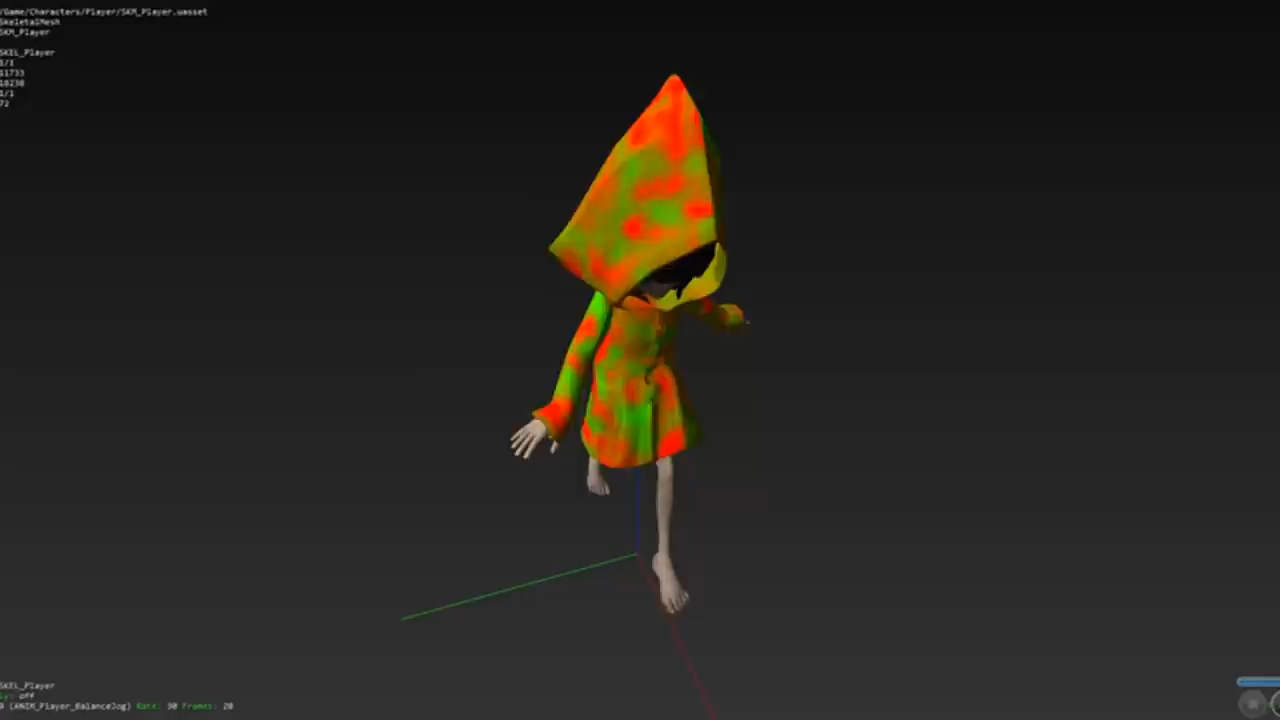 /Game/Characters/Player/SKM_Player.uasset
SkeletalMesh
SKM_Player
SKEL_Player
1/1
11733
18238
1/1
72
SKEL_Player
off
(ANIM_Player_BalanceJog) Rate: 30 Frames: 20